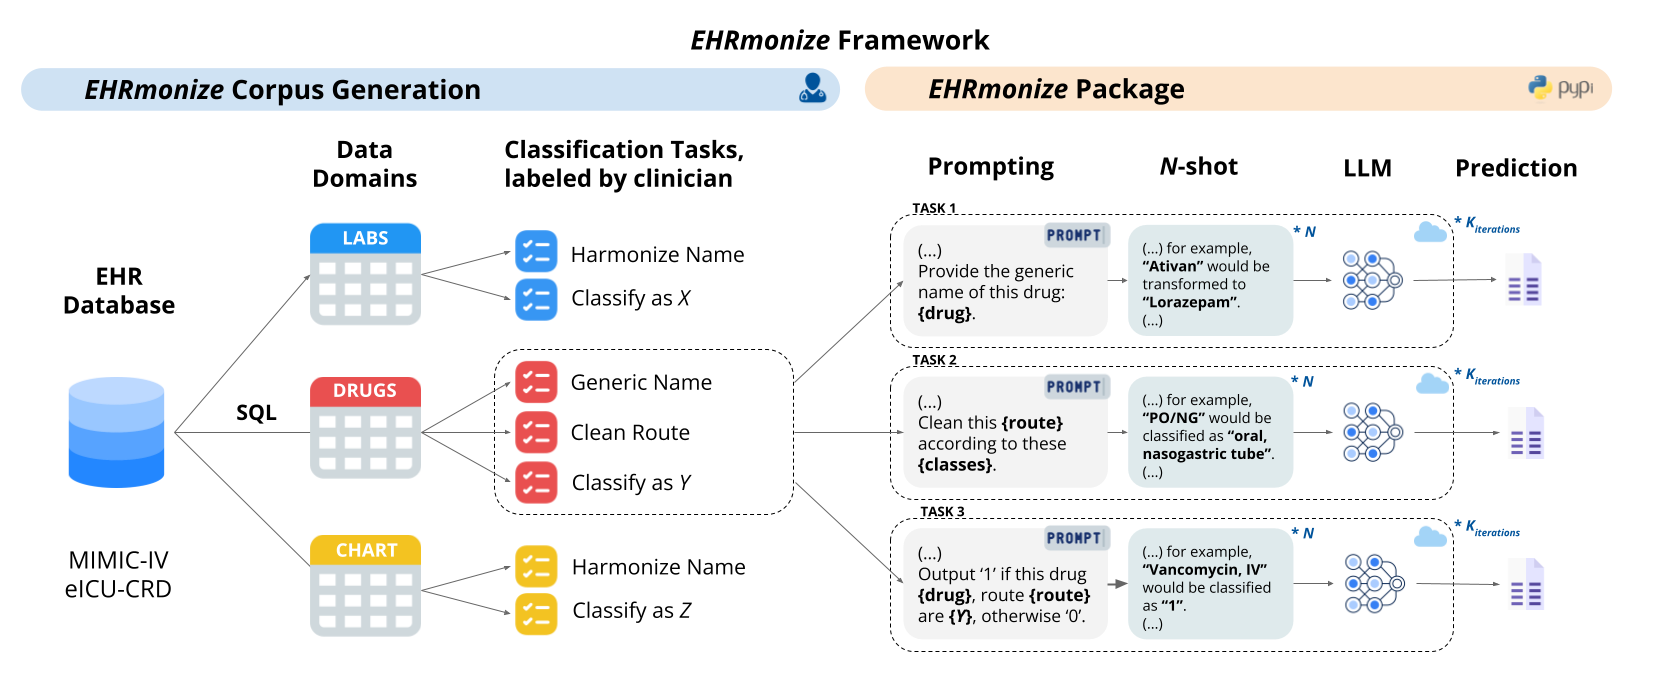 EHRmonize Framework
EHRmonize Corpus Generation
EHRmonize Package
pypi
EHR
Database
MIMIC-IV
eICU-CRD
SQL
Data
Domains
LABS
DRUGS
CHART
Classification Tasks,
labeled by clinician
Harmonize Name
Classify as X
Generic Name
Clean Route
Classify as Y
Harmonize Name
Classify as Z
Prompting
N-shot
LLM
Prediction
TASK 1
PROMPT
(...)
Provide the generic
name of this drug:
{drug}.
(...) for example,
“Ativan” would be
transformed to
“Lorazepam”.
(...)
* N
* K iterations
TASK 2
PROMPT
(...)
Clean this {route}
according to these
{classes}.
(...) for example,
“PO/NG” would be
classified as “oral,
nasogastric tube”.
(...)
* N
* K iterations
TASK 3
PROMPT
(...)
Output ‘1’ if this drug
{drug}, route {route}
are {Y}, otherwise ‘0’.
(...) for example,
“Vancomycin, IV”
would be classified
as “1”.
(...)
* N
* K iterations